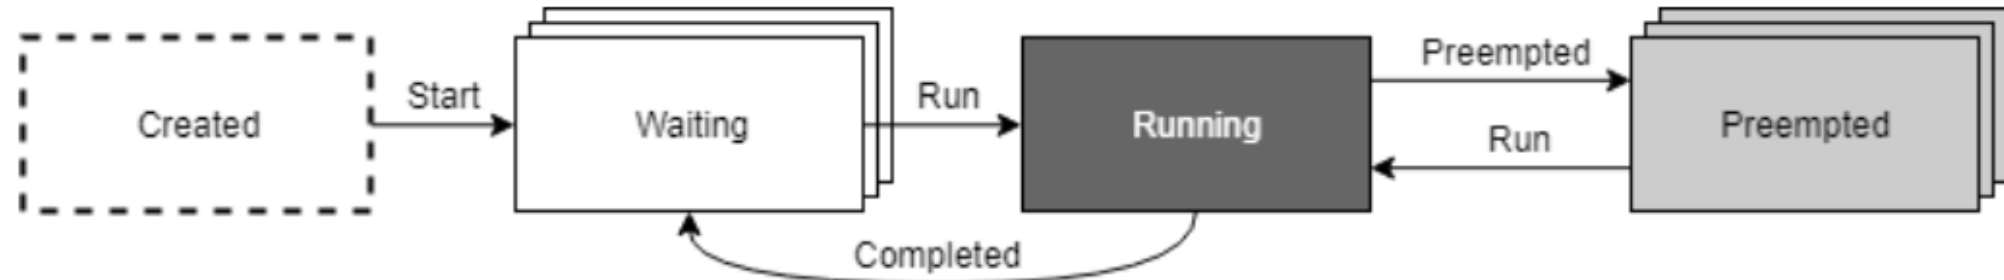 Created
Start
Waiting
Run
Running
Preempted
Run
Preempted
Completed